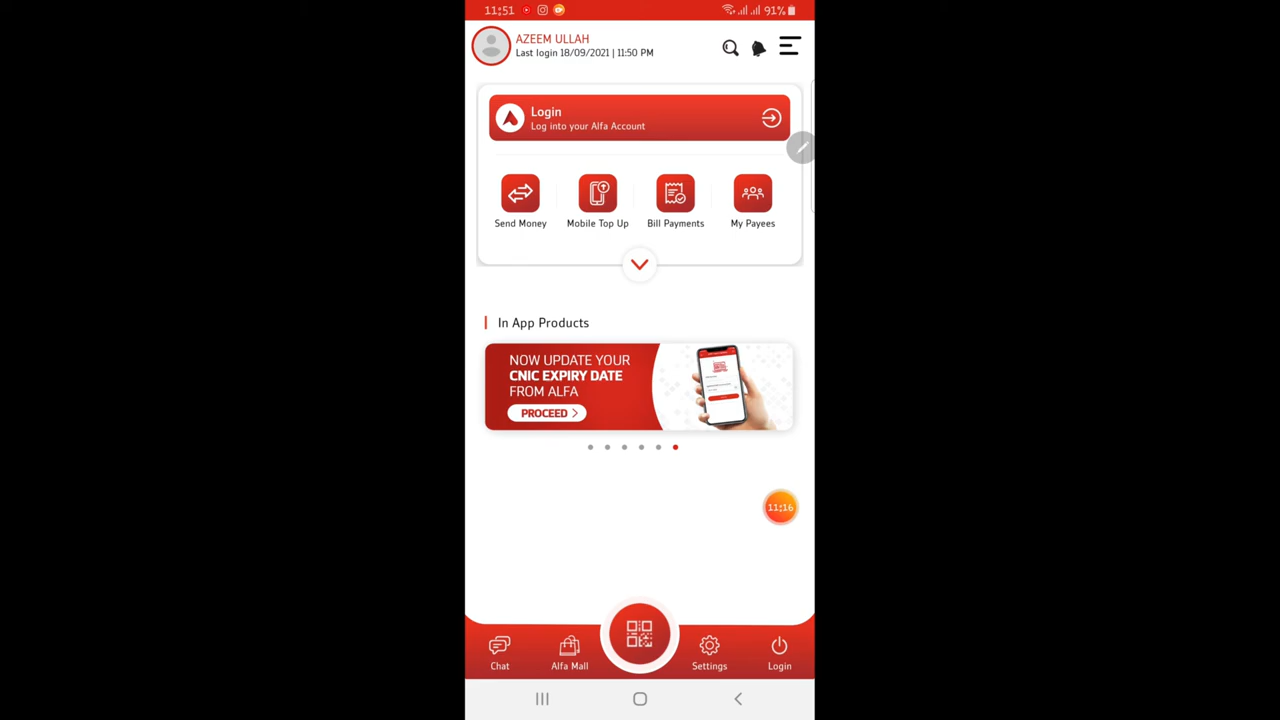 11:51
91%
AZEEM ULLAH
Last login 18/09/2021 | 11:50 PM
Login
Log into your Alfa Account
Send Money
Mobile Top Up
Bill Payments
My Payees
In App Products
NOW UPDATE YOUR
CNIC EXPIRY DATE
FROM ALFA
PROCEED
11:16
Chat
Alfa Mall
Settings
Login